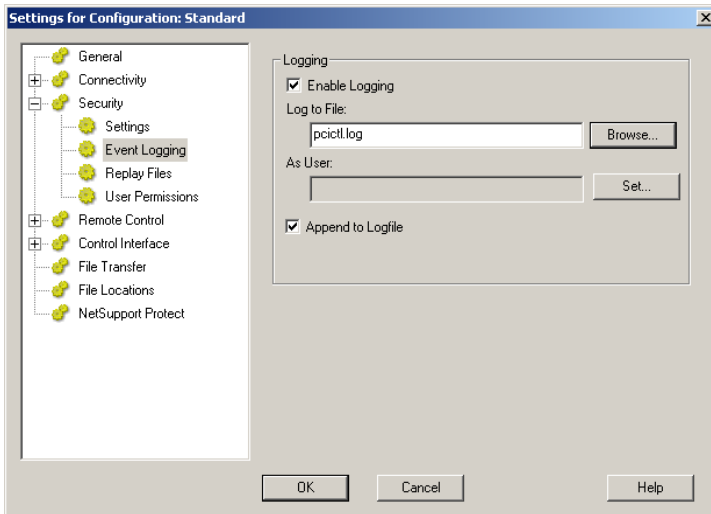 Settings for Configuration: Standard
General
Connectivity
Security
Settings
Event Logging
Replay Files
User Permissions
Remote Control
Control Interface
File Transfer
File Locations
NetSupport Protect
Logging
Enable Logging
Log to File:
pcictl.log
Browse...
As User:
Set...
Append to Logfile
OK
Cancel
Help